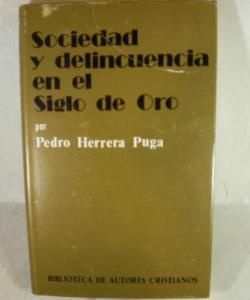 Sociedad
y delincuencia
en el
Siglo de Oro
por
Pedro Herrera Puga
BIBLIOTECA DE AUTORES CRISTIANOS